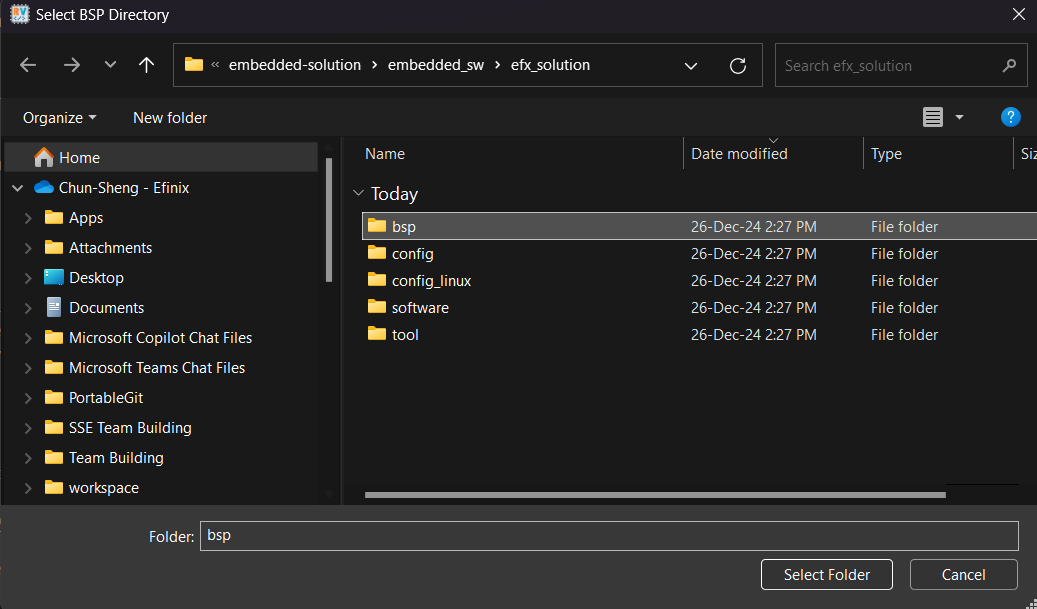 Select BSP Directory
« embedded-solution > embedded_sw > efx_solution
Search efx_solution
Organize
New folder
Home
Chun-Sheng - Efinix
Apps
Attachments
Desktop
Documents
Microsoft Copilot Chat Files
Microsoft Teams Chat Files
PortableGit
SSE Team Building
Team Building
workspace
Name Date modified Type Siz
Today
bsp 26-Dec-24 2:27 PM File folder
config 26-Dec-24 2:27 PM File folder
config_linux 26-Dec-24 2:27 PM File folder
software 26-Dec-24 2:27 PM File folder
tool 26-Dec-24 2:27 PM File folder
Folder: bsp
Select Folder Cancel